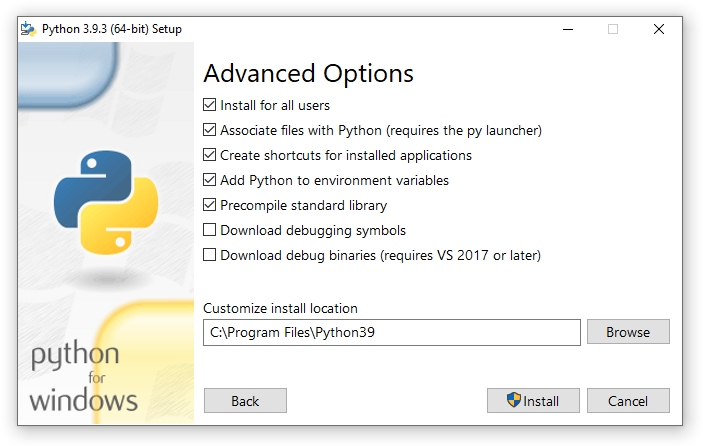 Python 3.9.3 (64-bit) Setup
Advanced Options
Install for all users
Associate files with Python (requires the py launcher)
Create shortcuts for installed applications
Add Python to environment variables
Precompile standard library
Download debugging symbols
Download debug binaries (requires VS 2017 or later)
Customize install location
C:\Program Files\Python39
Browse
python
for
windows
Back
Install
Cancel